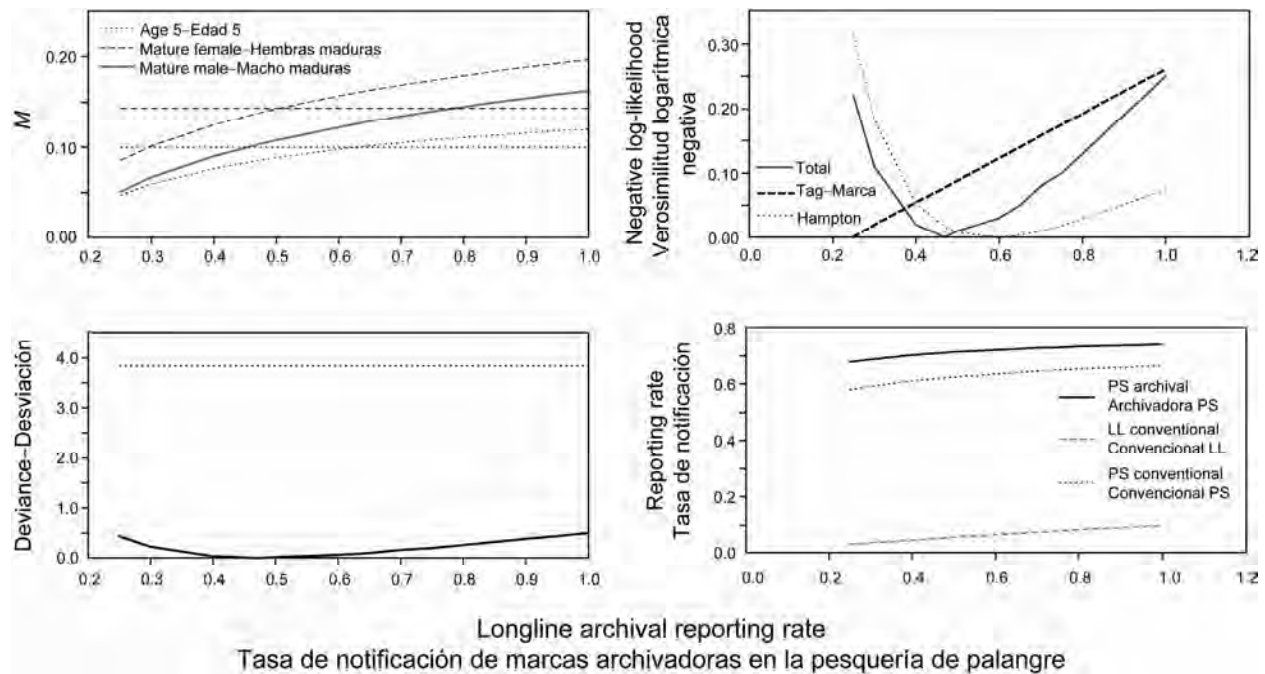 Age 5–Edad 5
Mature female–Hembras maduras
Mature male–Macho maduras
M
0.20
0.10
0.00
0.2 0.3 0.4 0.5 0.6 0.7 0.8 0.9 1.0
Negative log-likelihood
Verosimilitud logarítmica
negativa
0.30
0.20
0.10
0.00
Total
Tag–Marca
Hampton
0.0 0.2 0.4 0.6 0.8 1.0 1.2
Deviance–Desviación
4.0
3.0
2.0
1.0
0.0
0.2 0.3 0.4 0.5 0.6 0.7 0.8 0.9 1.0
Reporting rate
Tasa de notificación
0.8
0.6
0.4
0.2
0.0
PS archival
Archivadora PS
LL conventional
Convencional LL
PS conventional
Convencional PS
0.0 0.2 0.4 0.6 0.8 1.0 1.2
Longline archival reporting rate
Tasa de notificación de marcas archivadoras en la pesquería de palangre